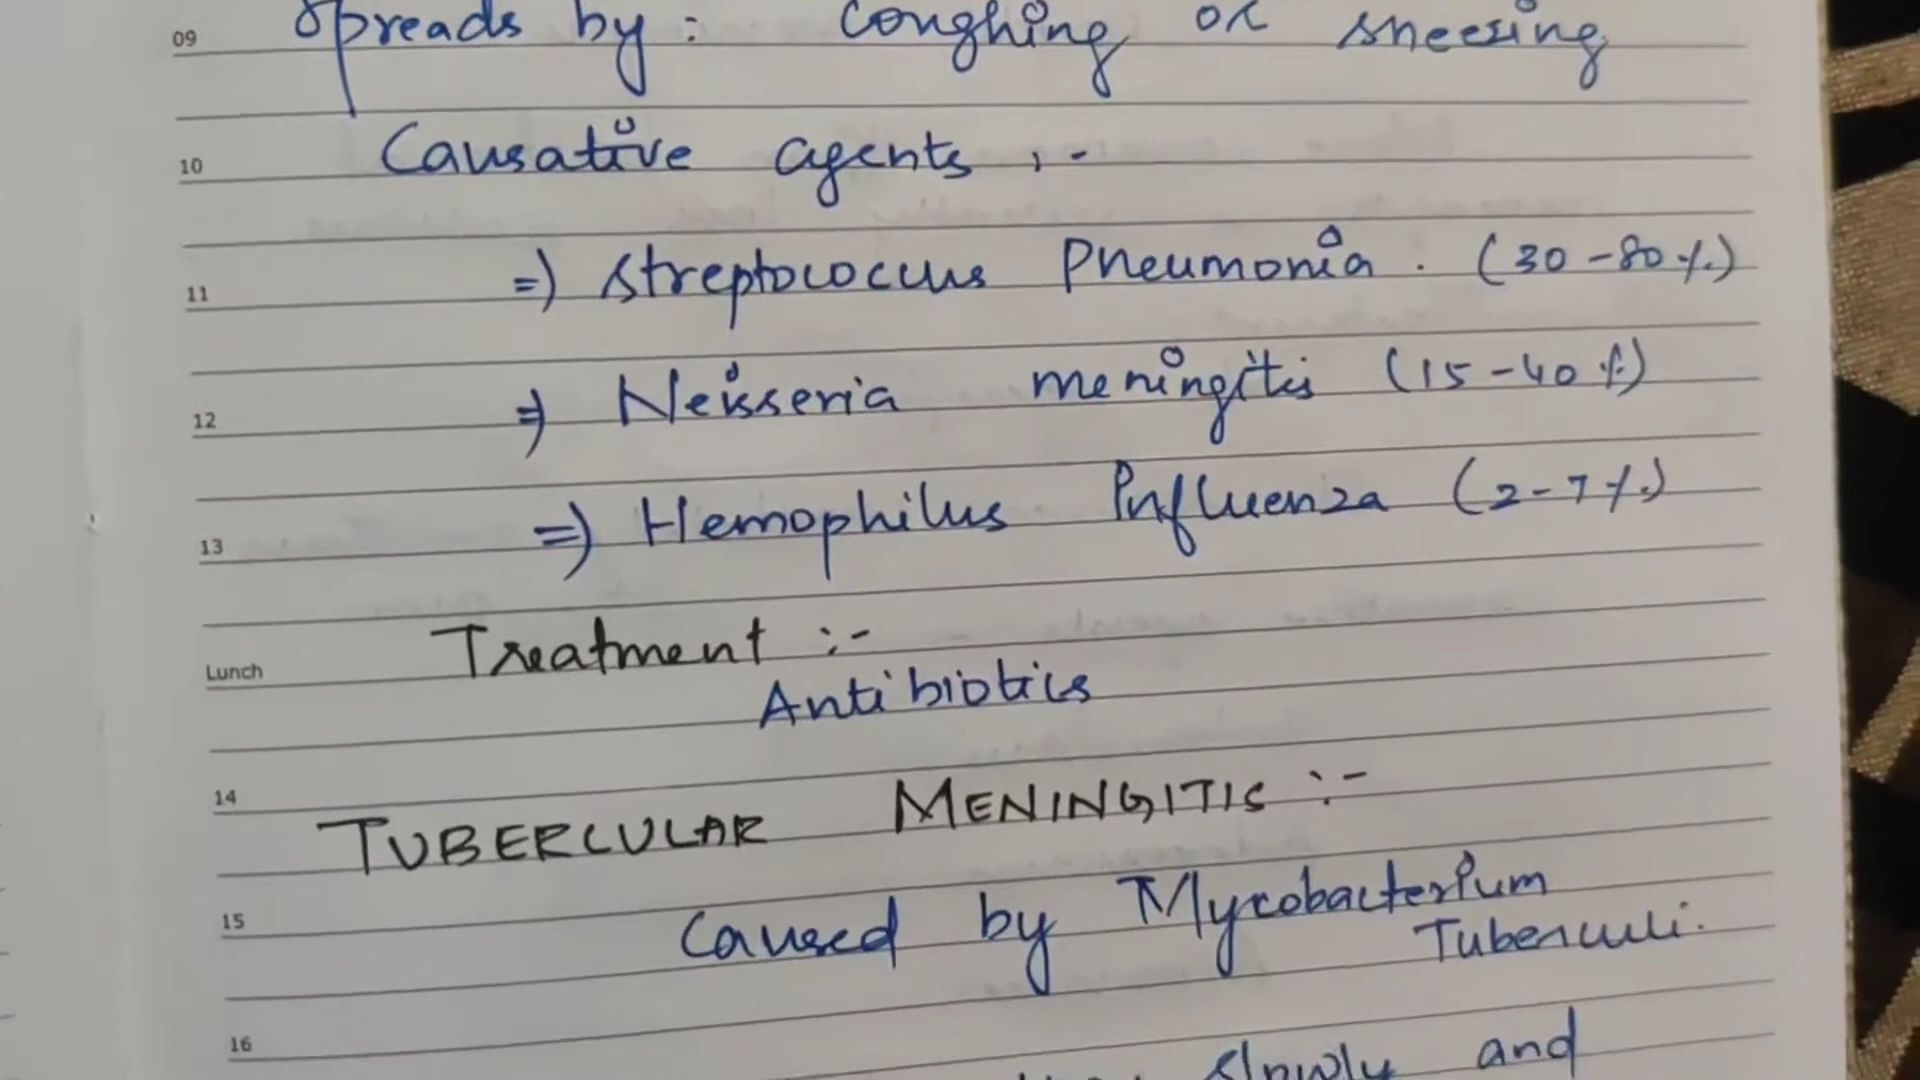 09 Spreads by: Coughing or sneezing
10 Causative agents :-
11 => Streptococcus Pneumonia. (30-80%)
12 => Neisseria meningitis (15-40%)
13 => Hemophilus Influenza (2-7%)
Lunch Treatment :-
Antibiotics
14 TUBERCULAR MENINGITIS :-
15 Caused by Mycobacterium
Tuberculi.
16 slowly and